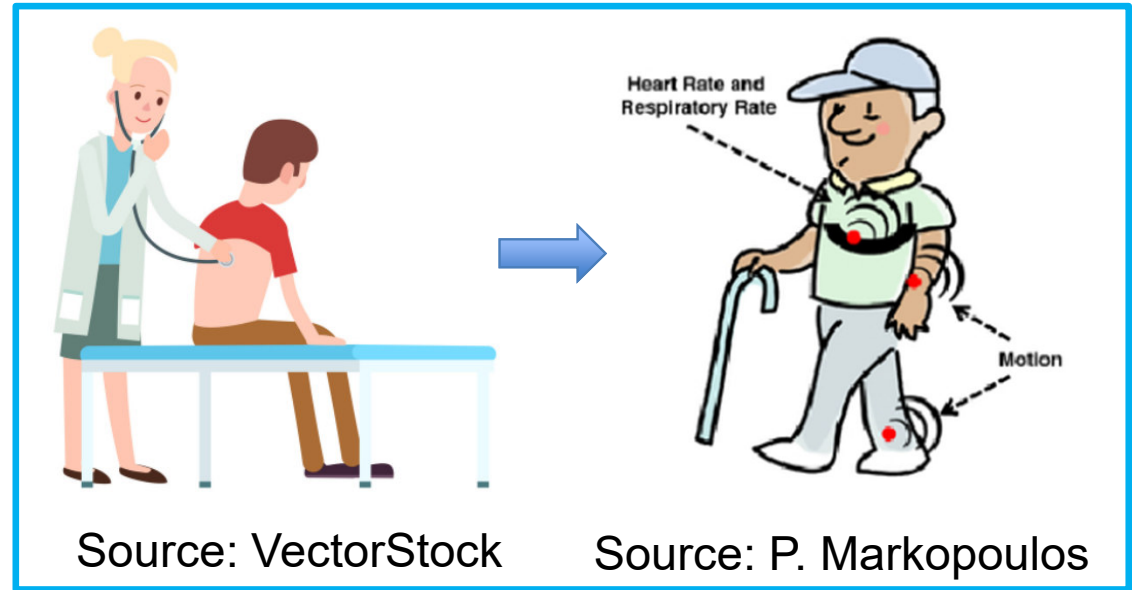 Heart Rate and
Respiratory Rate
Motion
Source: VectorStock
Source: P. Markopoulos